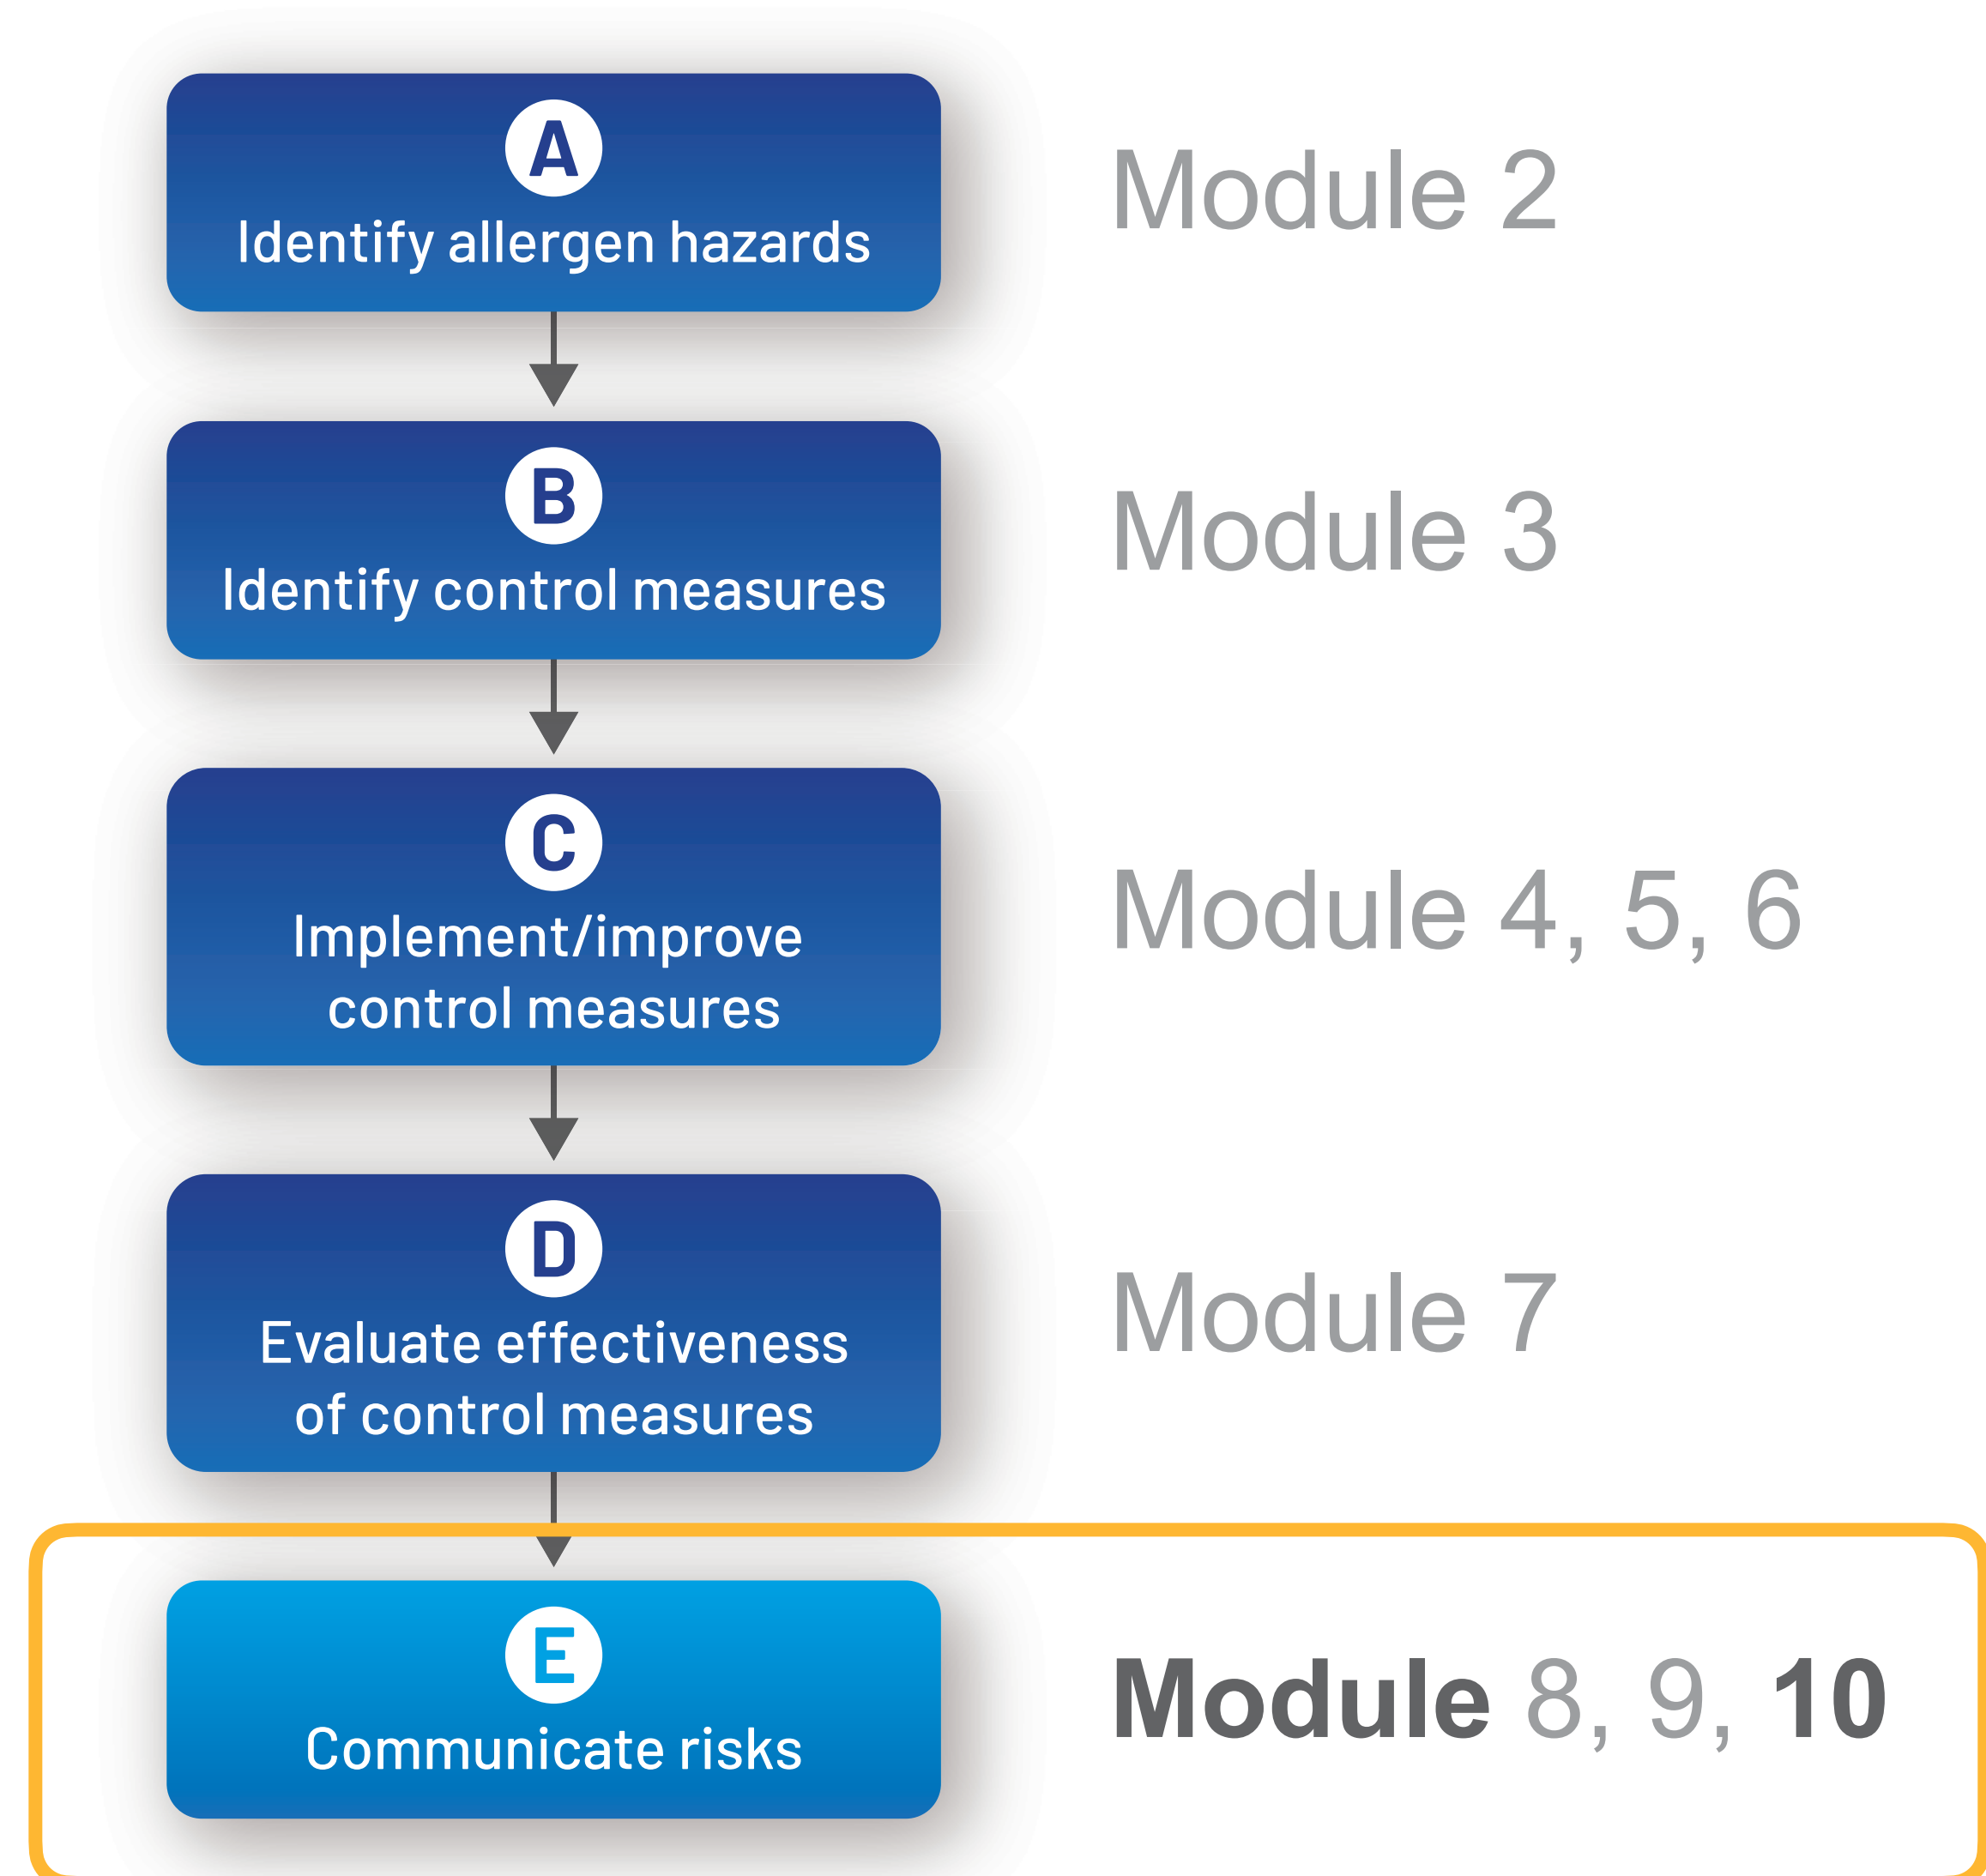 A
Identify allergen hazards
Module 2
B
Identify control measures
Module 3
C
Implement/improve
control measures
Module 4, 5, 6
D
Evaluate effectiveness
of control measures
Module 7
E
Communicate risks
Module 8, 9, 10